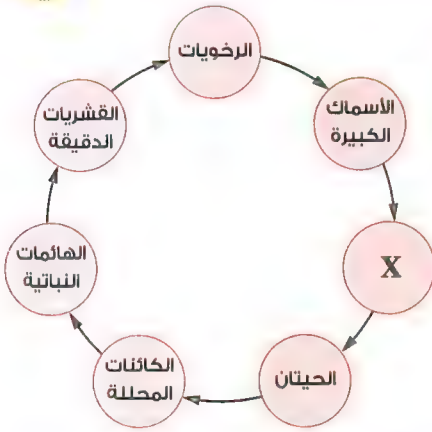 الرخويات
الأسماك
الكبيرة
X
الحيتان
الكائنات
المحللة
الهائمات
النباتية
القشريات
الدقيقة